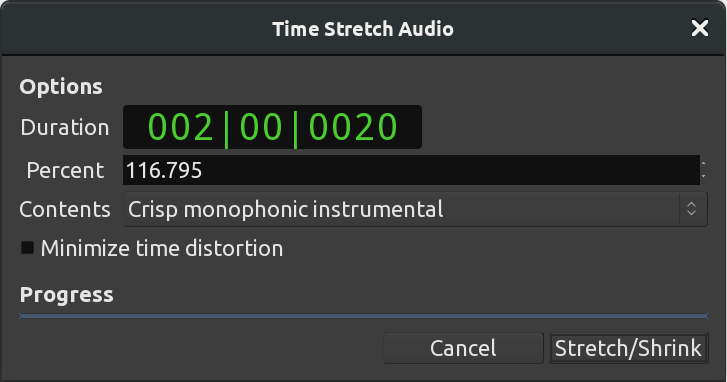 Time Stretch Audio
Options
Duration 002|00|0020
Percent 116.795
Contents Crisp monophonic instrumental
Minimize time distortion
Progress
Cancel Stretch/Shrink